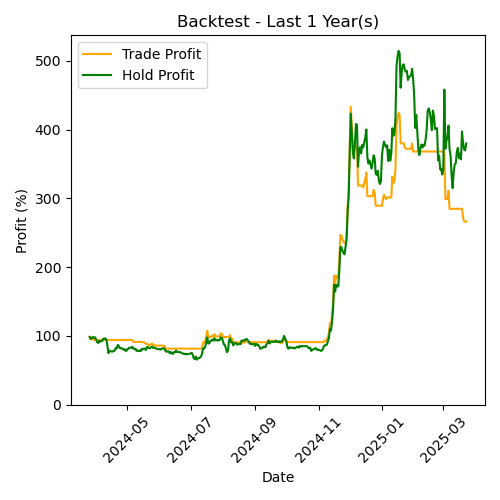 Backtest - Last 1 Year(s)
Trade Profit
Hold Profit
Profit (%)
500
400
300
200
100
0
2024-05
2024-07
2024-09
2024-11
2025-01
2025-03
Date